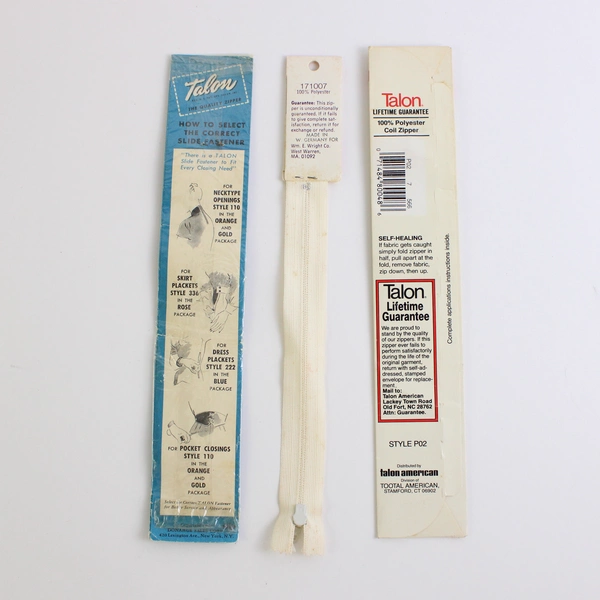 Talon
THE QUALITY ZIPPER
HOW TO SELECT
THE CORRECT
SLIDE FASTENER
"There is a TALON
Slide Fastener to Fit
Every Closing Need"
FOR
NECKTYPE
OPENINGS
STYLE 110
IN THE
ORANGE
AND
GOLD
PACKAGE
FOR
SKIRT
PLACKETS
STYLE 336
IN THE
ROSE
PACKAGE
FOR
DRESS
PLACKETS
STYLE 222
IN THE
BLUE
PACKAGE
FOR POCKET CLOSINGS
STYLE 110
IN THE
ORANGE
AND
GOLD
PACKAGE
Ave., New York, N.Y.
171007
100% Polyester
Guarantee: This zip-
per is unconditionally
guaranteed. If it fails
to give complete sat-
isfaction, return it for
exchange or refund.
MADE IN
W. GERMANY FOR
Wm. E. Wright Co.
West Warren,
MA. 01092
Talon
LIFETIME GUARANTEE
100% Polyester
Coil Zipper
P02 7 566
0 71484 80048 6
SELF-HEALING
If fabric gets caught
simply fold zipper in
half, pull apart at the
fold, remove fabric,
zip down, then up.
Complete applications instructions inside.
Talon
Lifetime
Guarantee
We are proud to
stand by the quality
of our zippers. If this
zipper ever fails to
perform satisfactorily
during the life of the
original garment,
return with self-ad-
dressed, stamped
envelope for replace-
ment.
Mail to:
Talon American
Lackey Town Road
Old Fort, NC 28762
Attn: Guarantee.
STYLE P02
Distributed by
talon american
Division of
TOOTAL AMERICAN,
STAMFORD, CT 06902